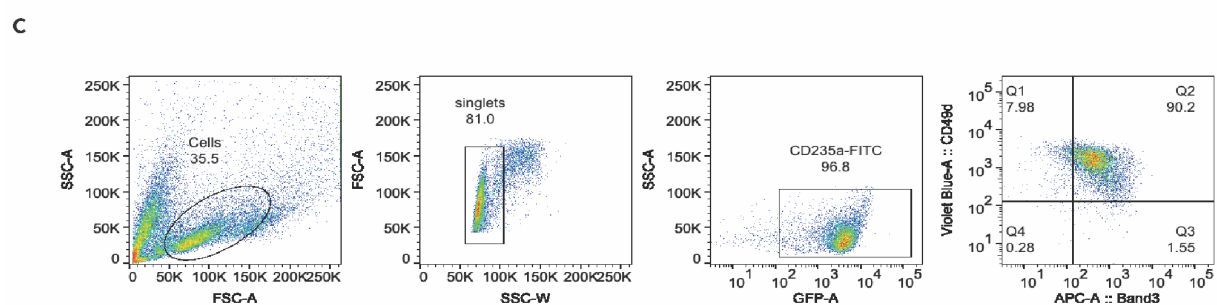 C
250K
200K
150K
100K
50K
0
SSC-A
Cells
35.5
0 50K 100K 150K 200K250K
FSC-A
250K
200K
150K
100K
50K
0
FSC-A
singlets
81.0
0 50K 100K 150K 200K250K
SSC-W
250K
200K
150K
100K
50K
0
SSC-A
CD235a-FITC
96.8
10^1 10^2 10^3 10^4 10^5
GFP-A
10^5
10^4
10^3
10^2
10^1
Violet Blue-A :: CD49d
Q1
7.98
Q2
90.2
Q4
0.28
Q3
1.55
10^1 10^2 10^3 10^4 10^5
APC-A :: Band3